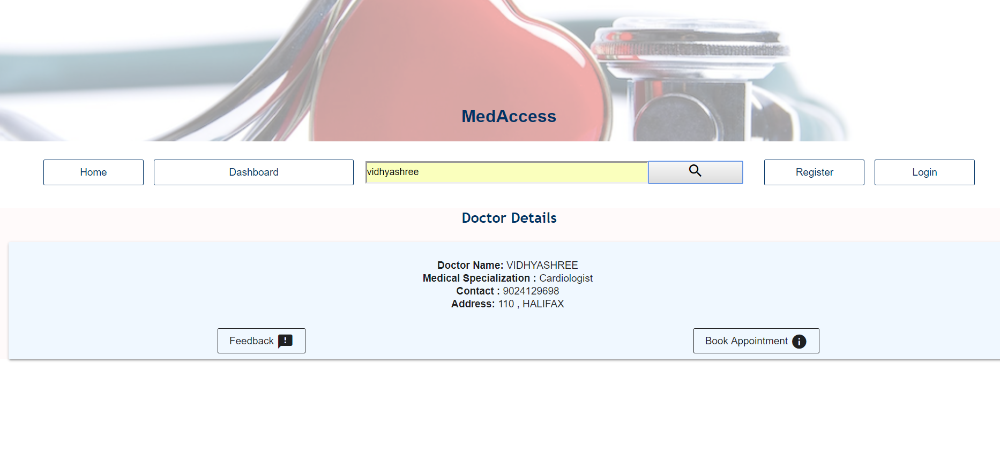 MedAccess
Home
Dashboard
vidhyashree
Register
Login
Doctor Details
Doctor Name: VIDHYASHREE
Medical Specialization : Cardiologist
Contact : 9024129698
Address: 110 , HALIFAX
Feedback
Book Appointment